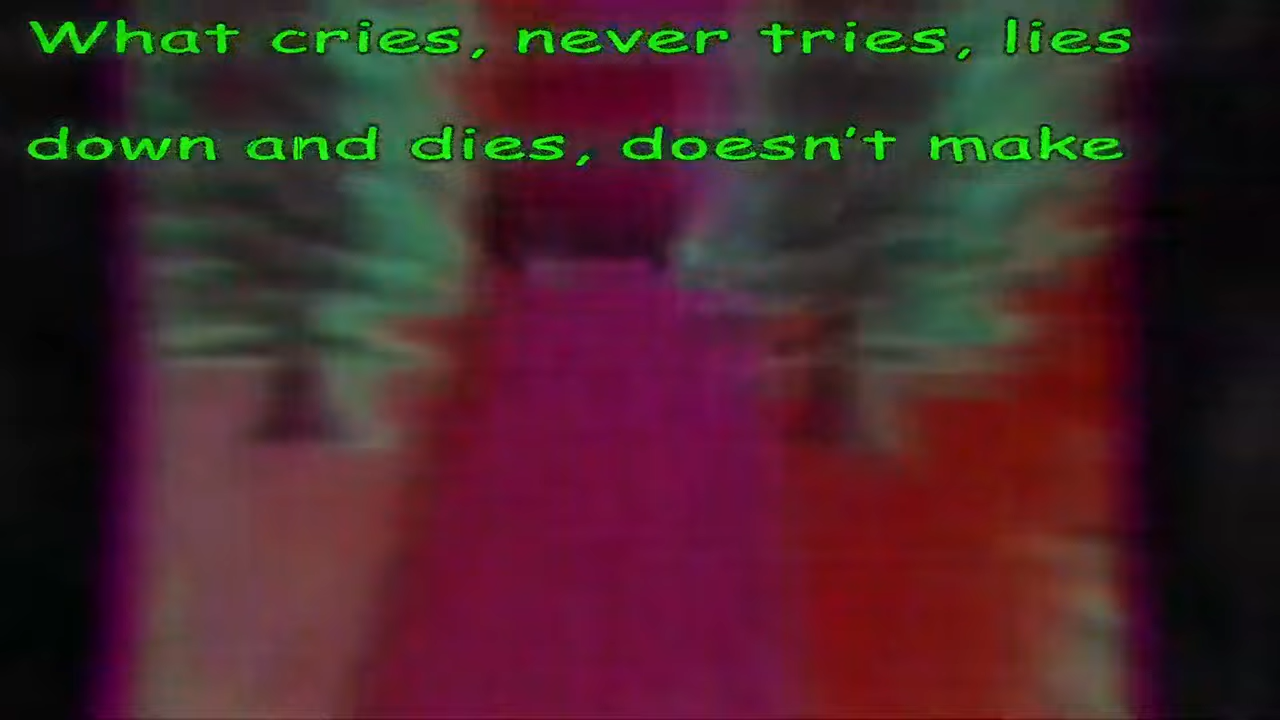 What cries, never tries, lies
down and dies, doesn't make